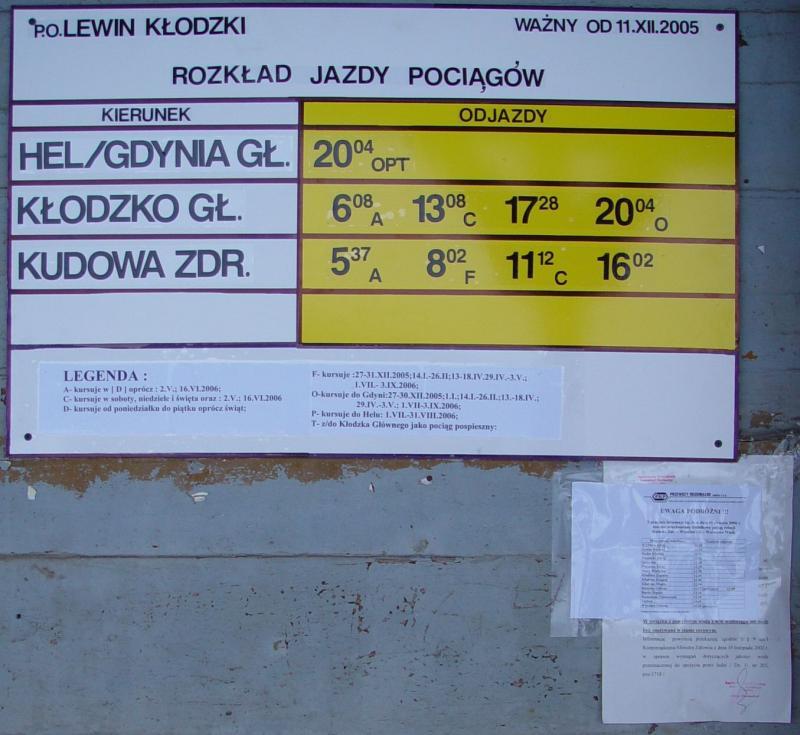 P.O. LEWIN KŁODZKI WAŻNY OD 11.XII.2005
ROZKŁAD JAZDY POCIĄGÓW
KIERUNEK ODJAZDY
HEL/GDYNIA GŁ. 20 04 OPT
KŁODZKO GŁ. 6 08 A 13 08 C 17 28 20 04 O
KUDOWA ZDR. 5 37 A 8 02 F 11 12 C 16 02
LEGENDA :
A- kursuje w [ D ] oprócz : 2.V.; 16.VI.2006;
C- kursuje w soboty, niedziele i święta oraz : 2.V.; 16.VI.2006
D- kursuje od poniedziałku do piątku oprócz świąt;
F- kursuje :27-31.XII.2005;14.I.-26.II;13-18.IV.29.IV.-3.V.;
1.VII.- 3.IX.2006;
O-kursuje do Gdyni:27-30.XII.2005;1.I.;14.I.-26.II.;13.-18.IV.;
29.IV.-3.V.; 1.VII-3.IX.2006;
P- kursuje do Helu: 1.VII.-31.VIII.2006;
T- z/do Kłodzka Głównego jako pociąg pospieszny:
PRZEWOZY REGIONALNE
UWAGA PODRÓŻNI !!!